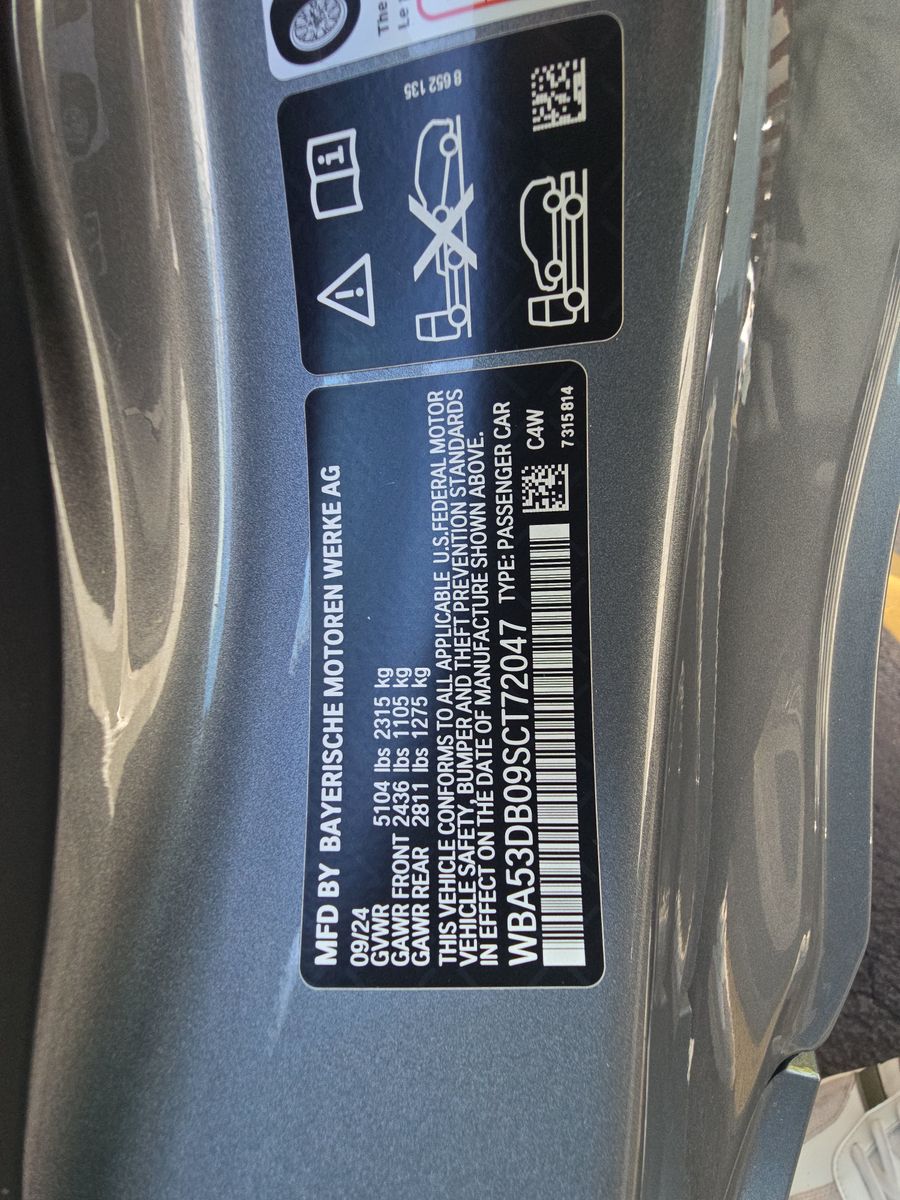 The
Le
8 652 135
MFD BY BAYERISCHE MOTOREN WERKE AG
09/24
GVWR 5104 lbs 2315 kg
GAWR FRONT 2436 lbs 1105 kg
GAWR REAR 2811 lbs 1275 kg
THIS VEHICLE CONFORMS TO ALL APPLICABLE U.S.FEDERAL MOTOR
VEHICLE SAFETY, BUMPER AND THEFT PREVENTION STANDARDS
IN EFFECT ON THE DATE OF MANUFACTURE SHOWN ABOVE.
WBA53DB09SCT72047 TYPE: PASSENGER CAR
C4W
7315814